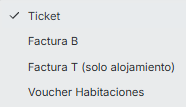 Ticket
Factura B
Factura T (solo alojamiento)
Voucher Habitaciones